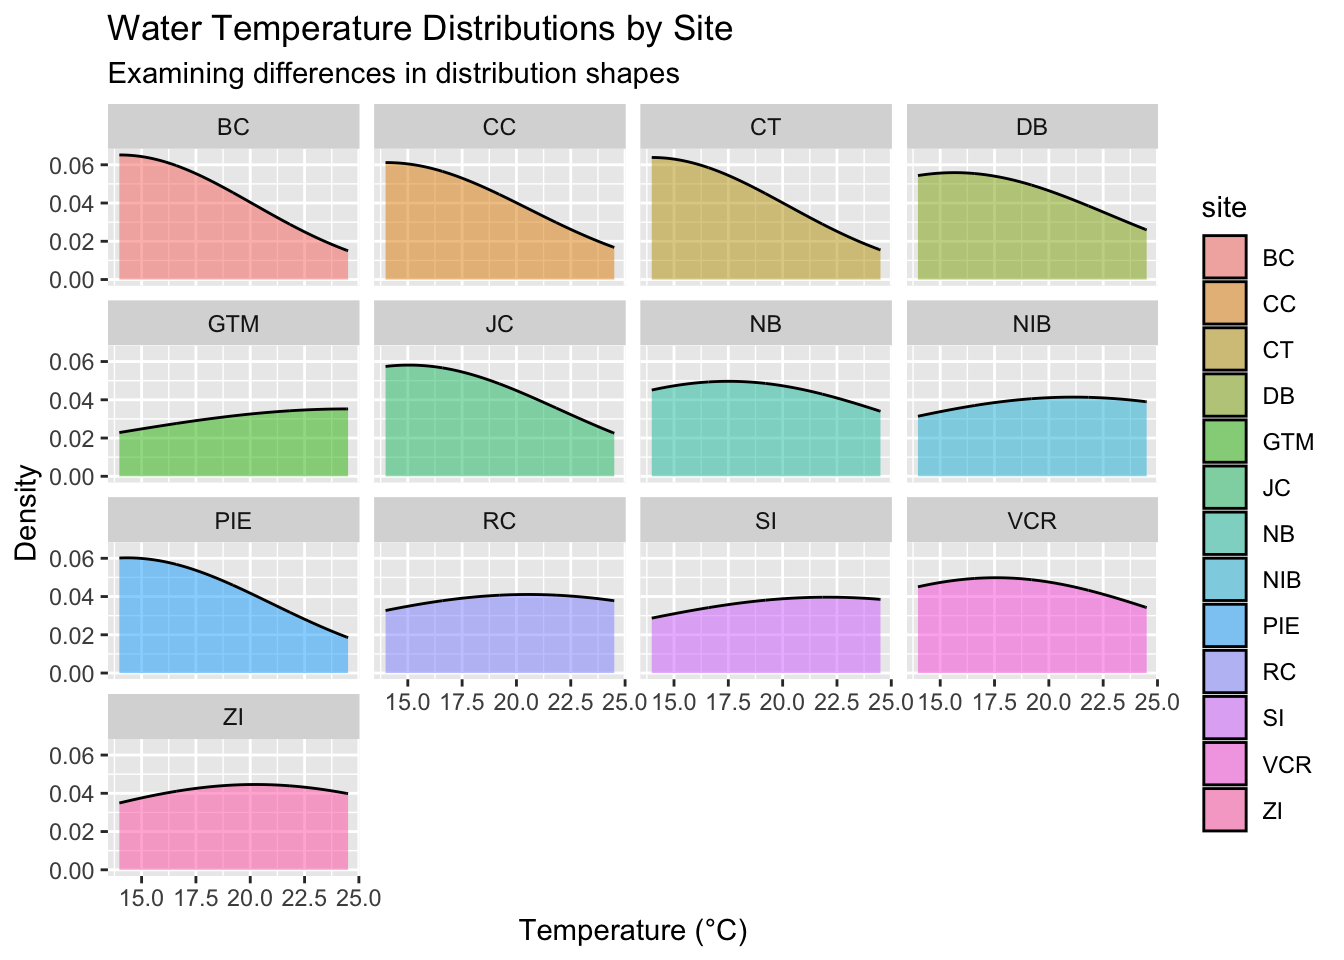 Water Temperature Distributions by Site
Examining differences in distribution shapes
BC CC CT DB
0.06
0.04
0.02
0.00
GTM JC NB NIB
0.06
0.04
0.02
0.00
PIE RC SI VCR
0.06
0.04
0.02
0.00
15.0 17.5 20.0 22.5 25.0 15.0 17.5 20.0 22.5 25.0 15.0 17.5 20.0 22.5 25.0
ZI
0.06
0.04
0.02
0.00
15.0 17.5 20.0 22.5 25.0
Density
Temperature (°C)
site
BC
CC
CT
DB
GTM
JC
NB
NIB
PIE
RC
SI
VCR
ZI